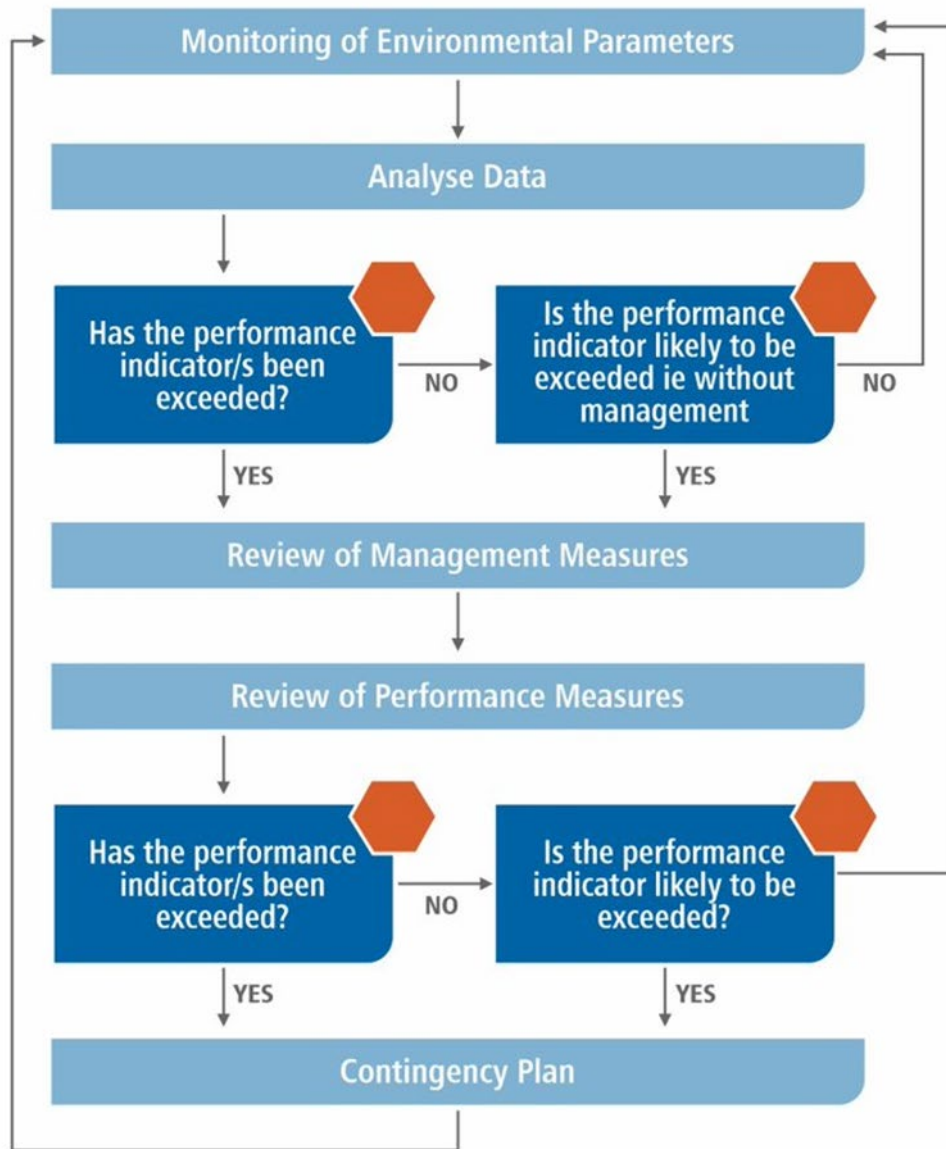 Monitoring of Environmental Parameters
Analyse Data
Has the performance
indicator/s been
exceeded?
NO
Is the performance
indicator likely to be
exceeded ie without
management
NO
YES
YES
Review of Management Measures
Review of Performance Measures
Has the performance
indicator/s been
exceeded?
NO
Is the performance
indicator likely to be
exceeded?
YES
YES
Contingency Plan